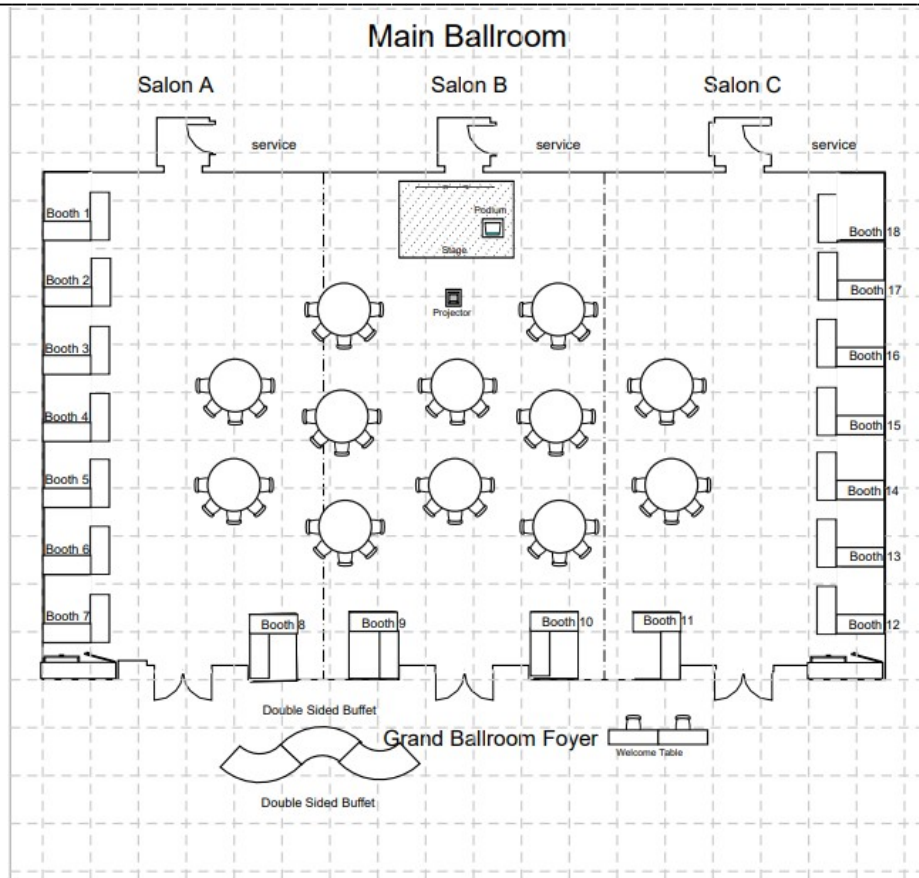 Main Ballroom
Salon A
Salon B
Salon C
service
service
service
Booth 1
Podium
Booth 18
Stage
Booth 2
Booth 17
Projector
Booth 3
Booth 16
Booth 4
Booth 15
Booth 5
Booth 14
Booth 6
Booth 13
Booth 7
Booth 8
Booth 9
Booth 10
Booth 11
Booth 12
Double Sided Buffet
Grand Ballroom Foyer
Welcome Table
Double Sided Buffet